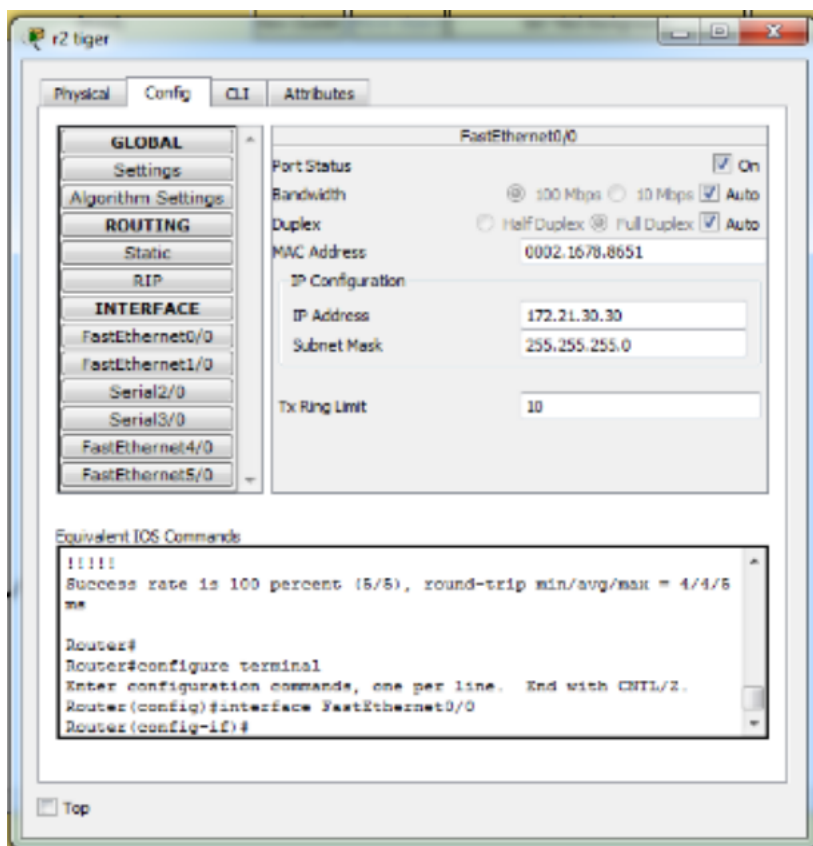 r2 tiger
Physical Config CLI Attributes
GLOBAL
Settings
Algorithm Settings
ROUTING
Static
RIP
INTERFACE
FastEthernet0/0
FastEthernet1/0
Serial2/0
Serial3/0
FastEthernet4/0
FastEthernet5/0
FastEthernet0/0
Port Status On
Bandwidth 100 Mbps 10 Mbps Auto
Duplex Half Duplex Full Duplex Auto
MAC Address 0002.1678.8651
IP Configuration
IP Address 172.21.30.30
Subnet Mask 255.255.255.0
Tx Ring Limit 10
Equivalent IOS Commands
!!!!!
Success rate is 100 percent (5/5), round-trip min/avg/max = 4/4/5
ms
Router#
Router#configure terminal
Enter configuration commands, one per line. End with CNTL/Z.
Router(config)#interface FastEthernet0/0
Router(config-if)#
Top